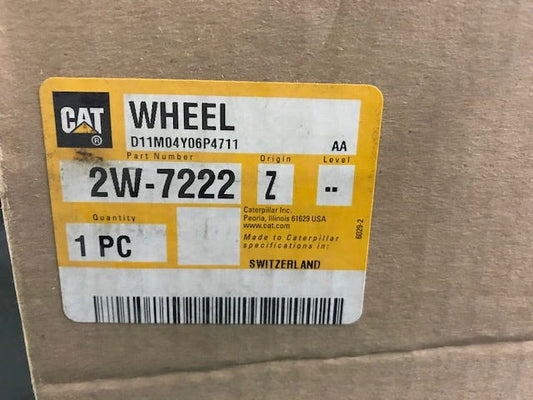 CAT ®
WHEEL
D11M04Y06P4711 AA
Part Number Origin Level
2W-7222 Z --
Quantity
1 PC
Caterpillar Inc.
Peoria, Illinois 61629 USA
www.cat.com
Made to Caterpillar
specifications in:
SWITZERLAND
6029-2